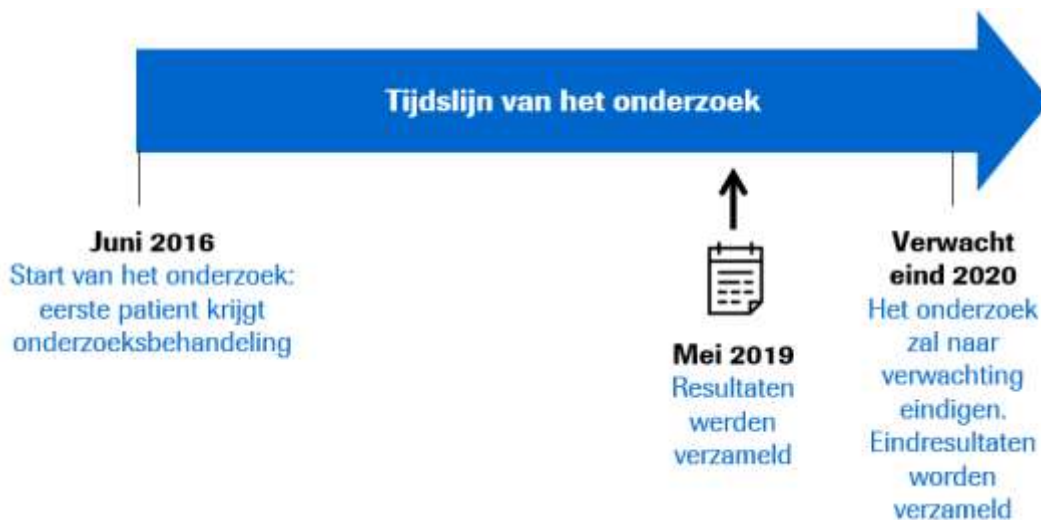 Tijdslijn van het onderzoek
Juni 2016
Start van het onderzoek:
eerste patient krijgt
onderzoeksbehandeling
Mei 2019
Resultaten
werden
verzameld
Verwacht
eind 2020
Het onderzoek
zal naar
verwachting
eindigen.
Eindresultaten
worden
verzameld